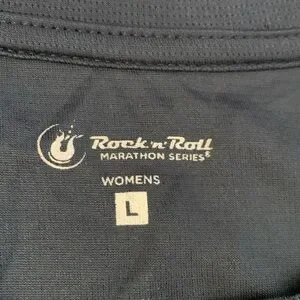 Rock 'n' Roll
MARATHON SERIES®
WOMENS
L